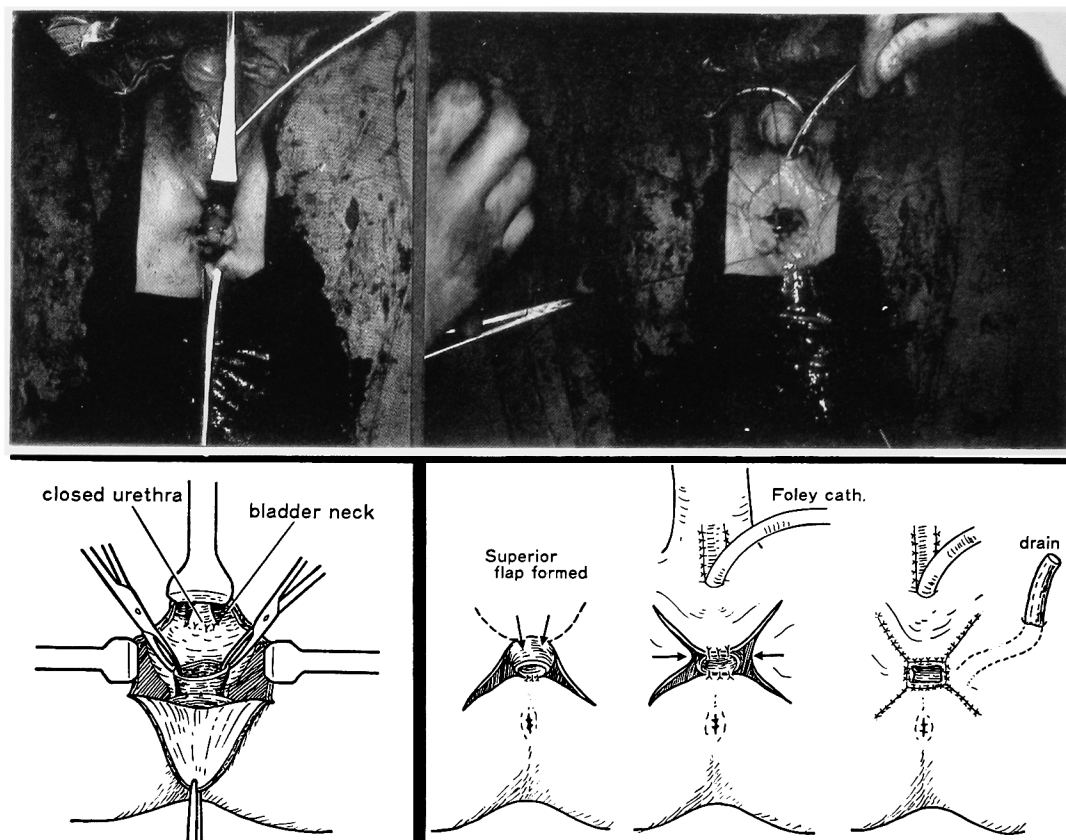 closed urethra
bladder neck
Superior
flap formed
Foley cath.
drain